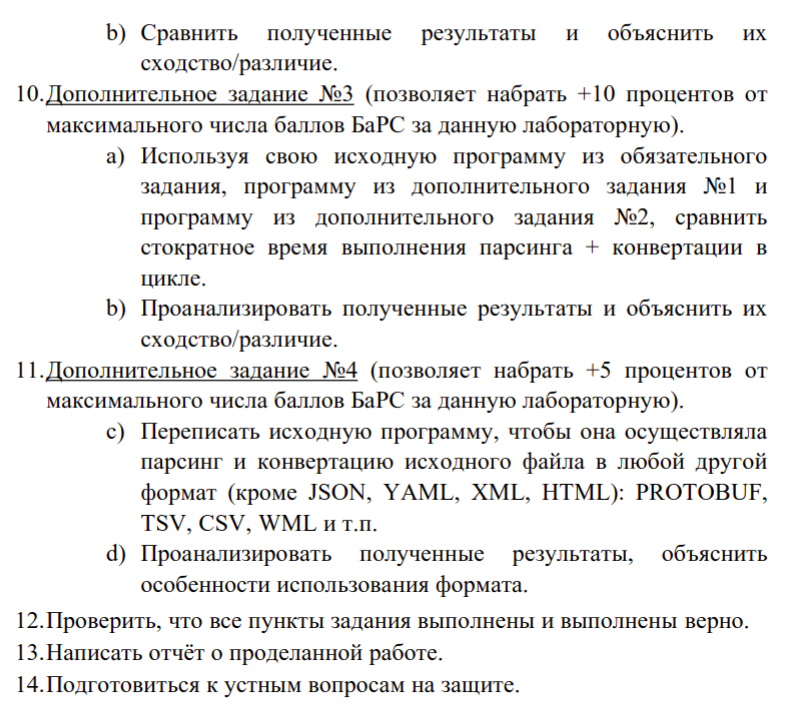 b) Сравнить полученные результаты и объяснить их
сходство/различие.
10.Дополнительное задание №3 (позволяет набрать +10 процентов от
максимального числа баллов БаРС за данную лабораторную).
a) Используя свою исходную программу из обязательного
задания, программу из дополнительного задания №1 и
программу из дополнительного задания №2, сравнить
стократное время выполнения парсинга + конвертации в
цикле.
b) Проанализировать полученные результаты и объяснить их
сходство/различие.
11.Дополнительное задание №4 (позволяет набрать +5 процентов от
максимального числа баллов БаРС за данную лабораторную).
c) Переписать исходную программу, чтобы она осуществляла
парсинг и конвертацию исходного файла в любой другой
формат (кроме JSON, YAML, XML, HTML): PROTOBUF,
TSV, CSV, WML и т.п.
d) Проанализировать полученные результаты, объяснить
особенности использования формата.
12.Проверить, что все пункты задания выполнены и выполнены верно.
13.Написать отчёт о проделанной работе.
14.Подготовиться к устным вопросам на защите.